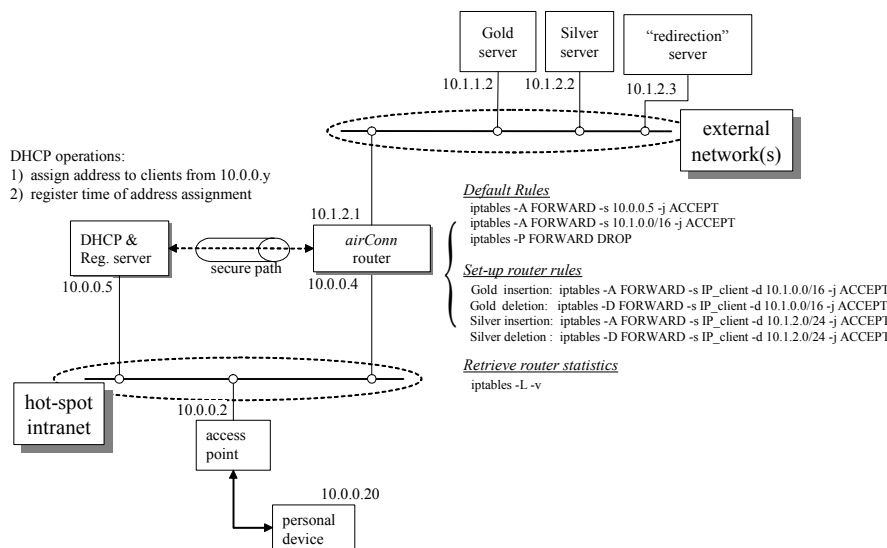 Gold
server
Silver
server
“redirection”
server
10.1.1.2
10.1.2.2
10.1.2.3
external
network(s)
DHCP operations:
1) assign address to clients from 10.0.0.y
2) register time of address assignment
10.1.2.1
DHCP &
Reg. server
secure path
airConn
router
10.0.0.5
10.0.0.4
Default Rules
iptables -A FORWARD -s 10.0.0.5 -j ACCEPT
iptables -A FORWARD -s 10.1.0.0/16 -j ACCEPT
iptables -P FORWARD DROP
Set-up router rules
Gold insertion: iptables -A FORWARD -s IP_client -d 10.1.0.0/16 -j ACCEPT
Gold deletion: iptables -D FORWARD -s IP_client -d 10.1.0.0/16 -j ACCEPT
Silver insertion: iptables -A FORWARD -s IP_client -d 10.1.2.0/24 -j ACCEPT
Silver deletion : iptables -D FORWARD -s IP_client -d 10.1.2.0/24 -j ACCEPT
Retrieve router statistics
iptables -L -v
hot-spot
intranet
10.0.0.2
access
point
10.0.0.20
personal
device